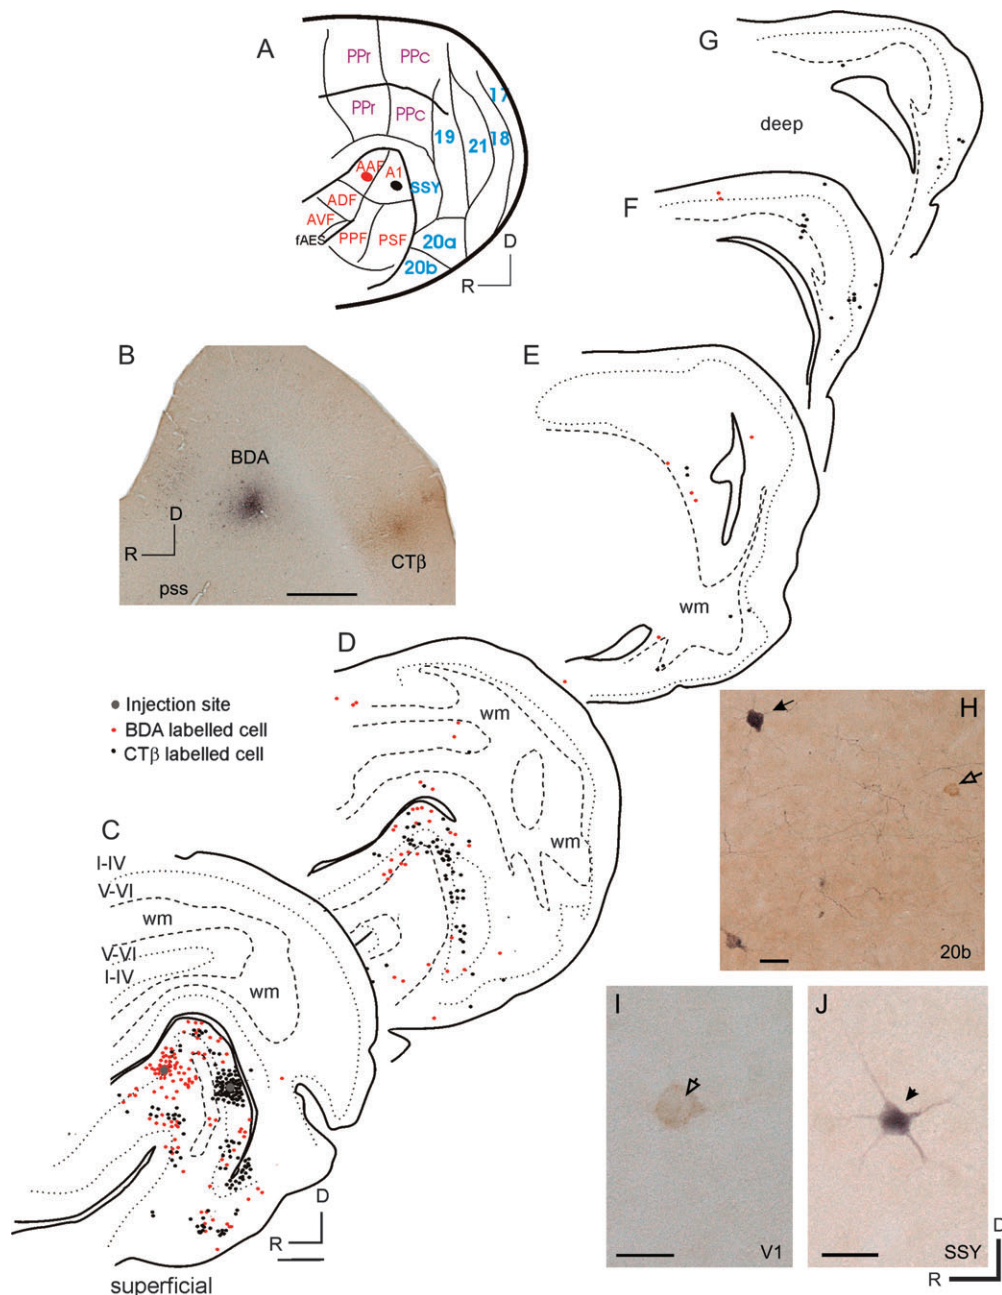 A
PPr PPc
PPr PPc
17
19 21 18
AAF A1
SSY
ADF
AVF
fAES PPF PSF
20a
20b
D
R
B
BDA
CTβ
D
R
pss
G
deep
F
E
wm
D
wm
wm
Injection site
BDA labelled cell
CTβ labelled cell
C
I-IV
V-VI
wm
V-VI
I-IV
wm
D
R
superficial
H
20b
I
V1
J
SSY
D
R